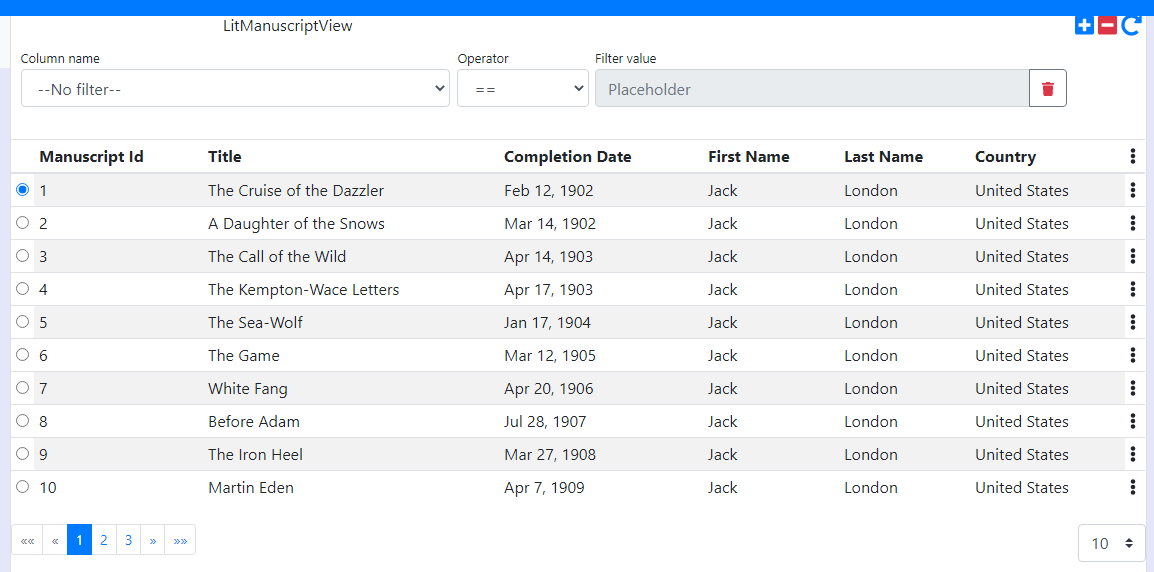 LitManuscriptView
Column name Operator Filter value
--No filter-- == Placeholder
Manuscript Id Title Completion Date First Name Last Name Country
1 The Cruise of the Dazzler Feb 12, 1902 Jack London United States
2 A Daughter of the Snows Mar 14, 1902 Jack London United States
3 The Call of the Wild Apr 14, 1903 Jack London United States
4 The Kempton-Wace Letters Apr 17, 1903 Jack London United States
5 The Sea-Wolf Jan 17, 1904 Jack London United States
6 The Game Mar 12, 1905 Jack London United States
7 White Fang Apr 20, 1906 Jack London United States
8 Before Adam Jul 28, 1907 Jack London United States
9 The Iron Heel Mar 27, 1908 Jack London United States
10 Martin Eden Apr 7, 1909 Jack London United States
«« « 1 2 3 » »» 10